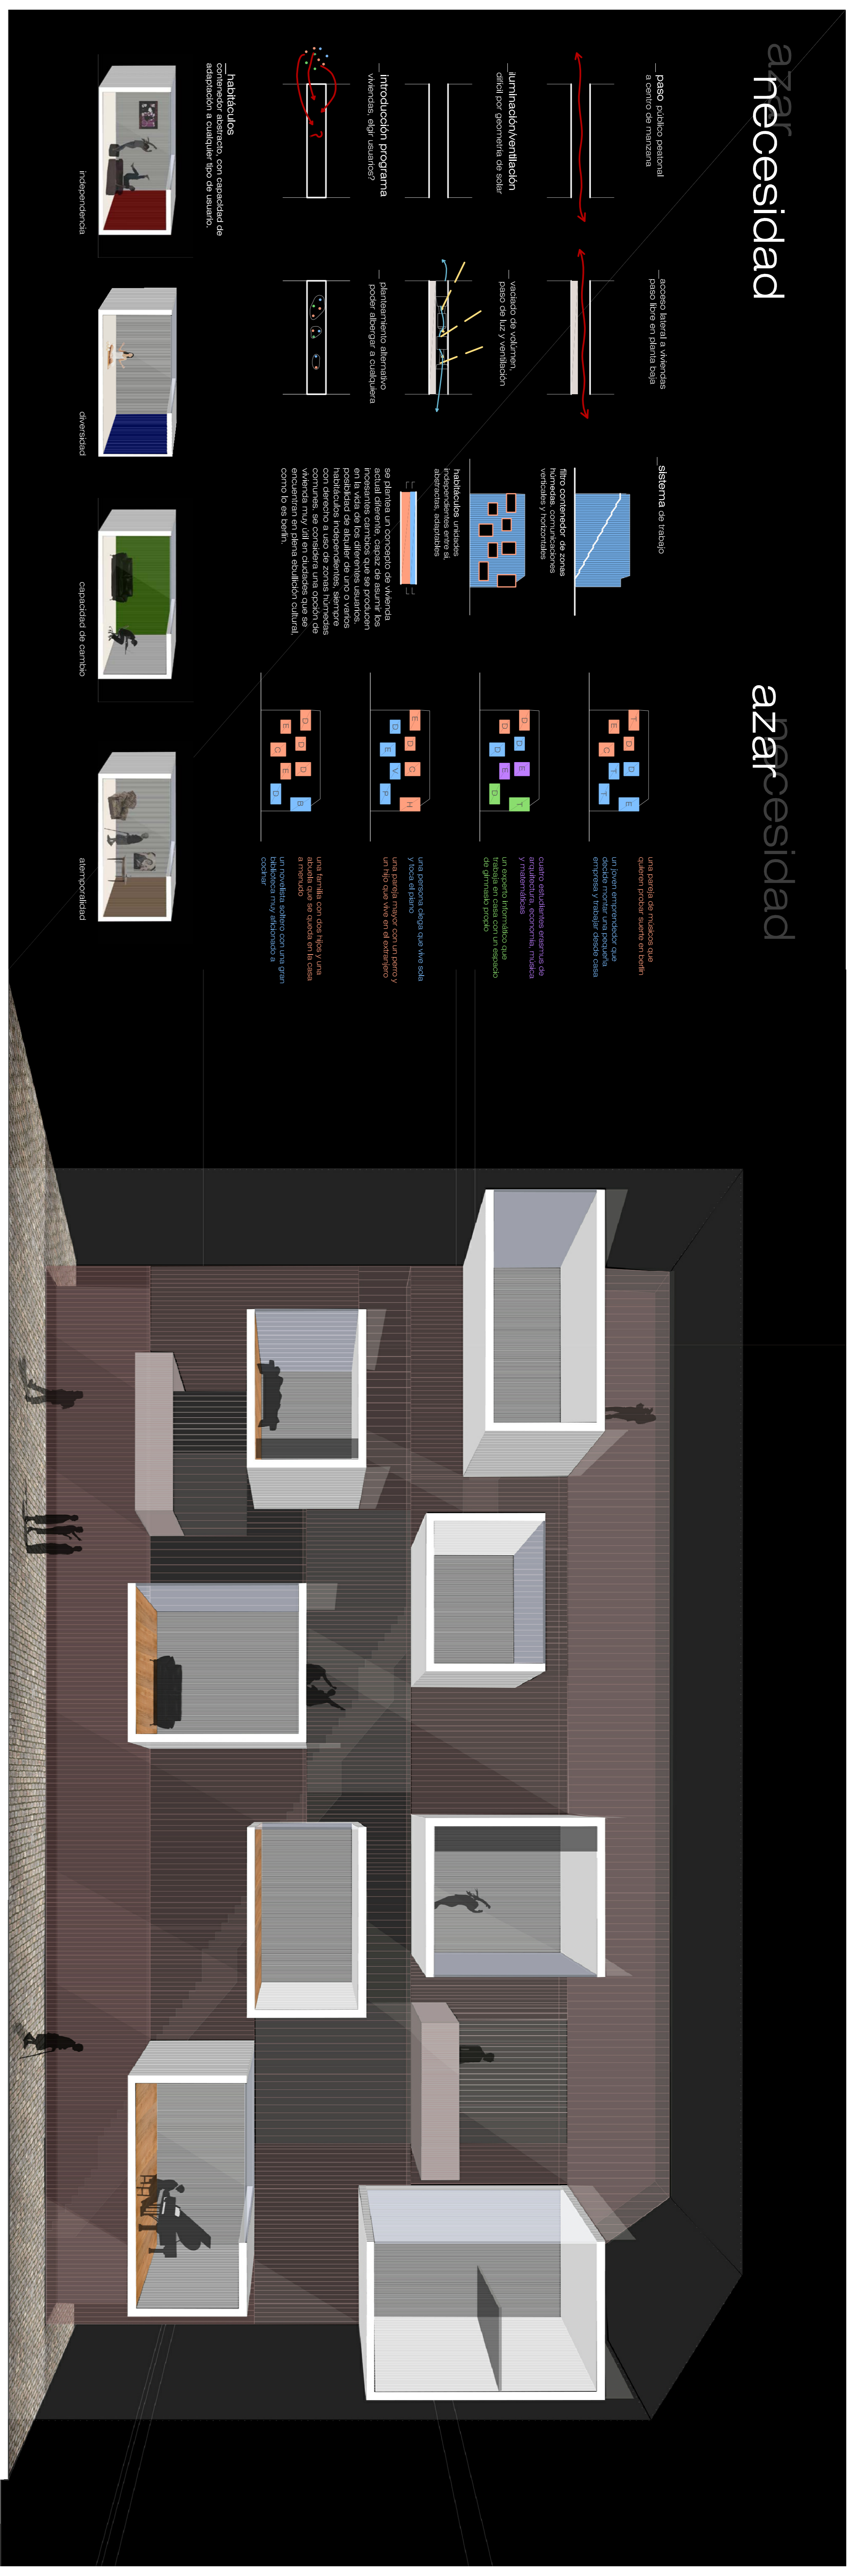 azar
necesidad
_paso público peatonal
a centro de manzana
_acceso lateral a viviendas
paso libre en planta baja
_iluminación/ventilación
difícil por geometría de solar
_vaciado de volúmen,
paso de luz y ventilación
_introducción programa
viviendas, elgir usuarios?
_planteamiento alternativo
poder albergar a cualquiera
_habitáculos
contenedor abstracto, con capacidad de
adaptación a cualquier tipo de usuario.
independencia
diversidad
capacidad de cambio
atemporalidad
_sistema de trabajo
filtro contenedor de zonas
húmedas, comunicaciones
verticales y horizontales
habitáculos unidades
independientes entre sí,
abstractas, adaptables
se plantea un concepto de vivienda
actual diferente, capaz de asumir los
incesantes cambios que se producen
en la vida de los diferentes usuarios.
posiblidad de alquiler de uno o varios
habitáculos independientes, siempre
con derecho a uso de zonas húmedas
comunes. se considera una opción de
vivienda muy útil en ciudades que se
encuentran en plena ebullición cultural,
como lo es berlín.
necesidad
azar
T D D E
E D C T T
una pareja de músicos que
quieren probar suerte en berlín
un joven emprendedor que
decide montar una pequeña
empresa y trabajar desde casa
D E T
D D E D
cuatro estudiantes erasmus de
arquitectura, economía, música
y matemáticas
un experto informático que
trabaja en casa con un espacio
de gimnasio propio
E D C H
D E V P
una persona ciega que vive sola
y toca el piano
una pareja mayor con un perro y
un hijo que vive en el extranjero
D D D B
E C E D
una familia con dos hijos y una
abuela que se queda en la casa
a menudo
un novelista soltero con una gran
biblioteca muy aficionado a
cocinar